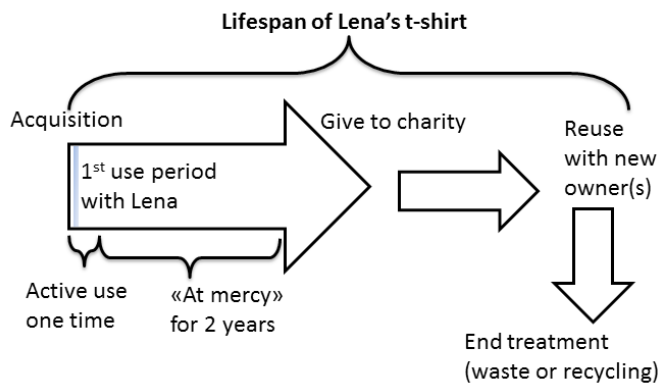 Lifespan of Lena's t-shirt
Acquisition
1st use period
with Lena
Give to charity
Reuse
with new
owner(s)
Active use
one time
«At mercy»
for 2 years
End treatment
(waste or recycling)